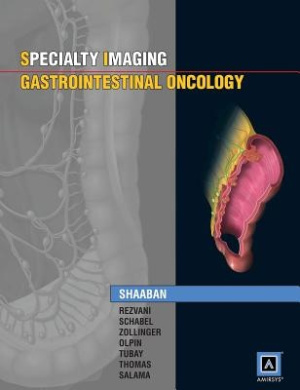 SPECIALTY IMAGING
GASTROINTESTINAL ONCOLOGY
SHAABAN
REZVANI
SCHABEL
ZOLLINGER
OLPIN
TUBAY
THOMAS
SALAMA
A
AMIRSYS®